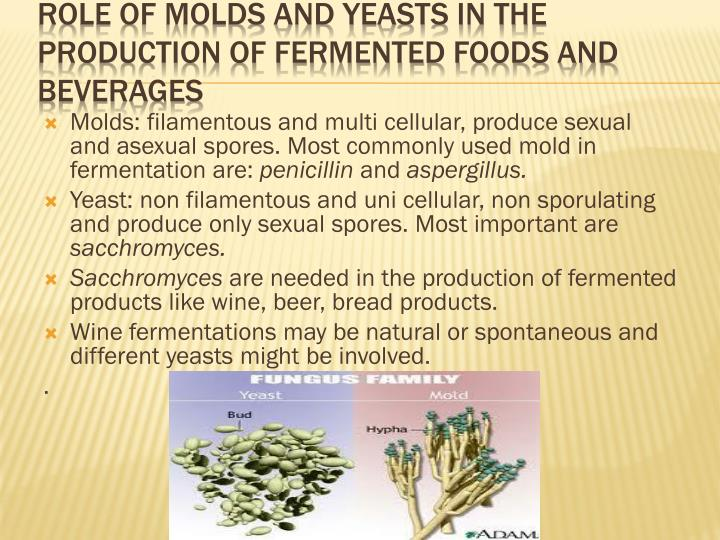 ROLE OF MOLDS AND YEASTS IN THE
PRODUCTION OF FERMENTED FOODS AND
BEVERAGES
Molds: filamentous and multi cellular, produce sexual
and asexual spores. Most commonly used mold in
fermentation are: penicillin and aspergillus.
Yeast: non filamentous and uni cellular, non sporulating
and produce only sexual spores. Most important are
sacchromyces.
Sacchromyces are needed in the production of fermented
products like wine, beer, bread products.
Wine fermentations may be natural or spontaneous and
different yeasts might be involved.
.
FUNGUS FAMILY
Yeast Mold
Bud
Hypha
ADAM